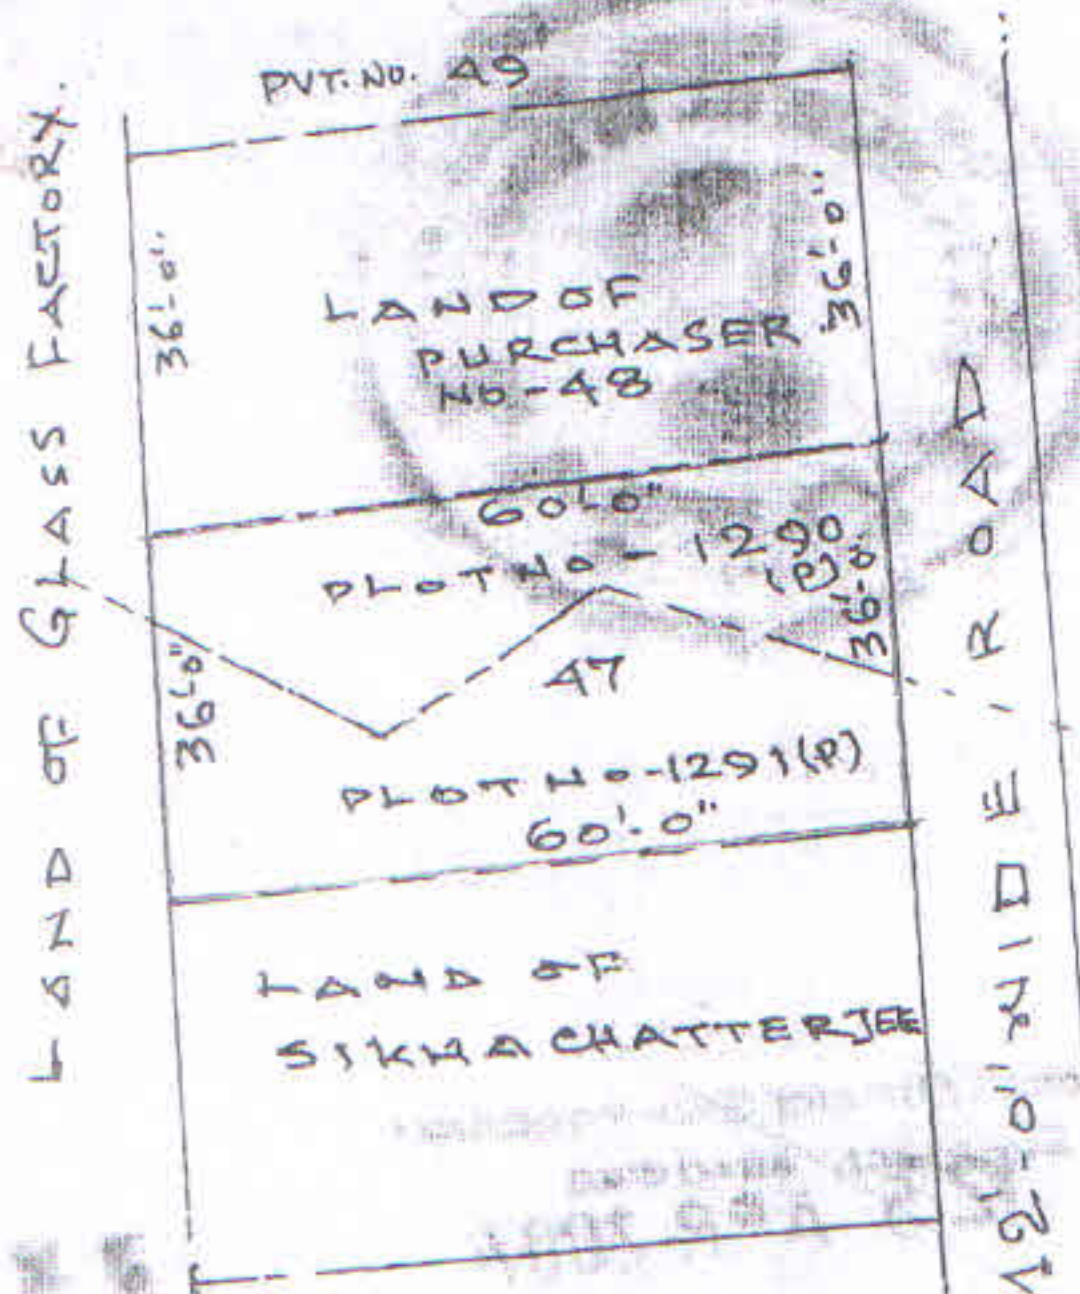 PVT. NO. 49
LAND OF GLASS FACTORY.
36'-0"
36'-0"
LAND OF
PURCHASER
NO-48
60'-0"
PLOT NO - 1290
(P)
36'-0"
36'-0"
47
PLOT NO-1291(P)
60'-0"
LAND OF
SIKHA CHATTERJEE
12'-0" WIDE ROAD